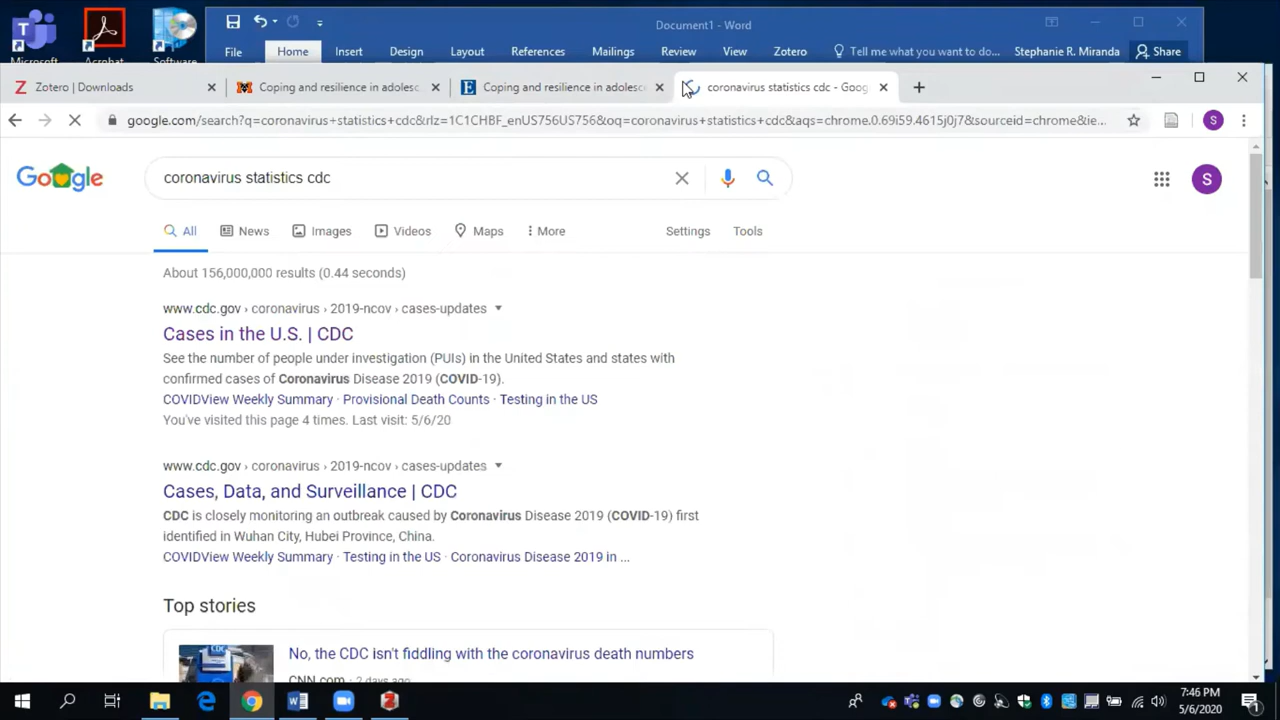 Document1 - Word
File Home Insert Design Layout References Mailings Review View Zotero Tell me what you want to do... Stephanie R. Miranda Share
Microsoft Acrobat Software
Zotero | Downloads Coping and resilience in adolesc Coping and resilience in adolesc coronavirus statistics cdc - Goog
google.com/search?q=coronavirus+statistics+cdc&rlz=1C1CHBF_enUS756US756&oq=coronavirus+statistics+cdc&aqs=chrome.0.69i59.4615j0j7&sourceid=chrome&ie... S
Google coronavirus statistics cdc S
All News Images Videos Maps More Settings Tools
About 156,000,000 results (0.44 seconds)
www.cdc.gov › coronavirus › 2019-ncov › cases-updates
Cases in the U.S. | CDC
See the number of people under investigation (PUIs) in the United States and states with
confirmed cases of Coronavirus Disease 2019 (COVID-19).
COVIDView Weekly Summary · Provisional Death Counts · Testing in the US
You've visited this page 4 times. Last visit: 5/6/20
www.cdc.gov › coronavirus › 2019-ncov › cases-updates
Cases, Data, and Surveillance | CDC
CDC is closely monitoring an outbreak caused by Coronavirus Disease 2019 (COVID-19) first
identified in Wuhan City, Hubei Province, China.
COVIDView Weekly Summary · Testing in the US · Coronavirus Disease 2019 in ...
Top stories
No, the CDC isn't fiddling with the coronavirus death numbers
CNN.com · 2 days ago
7:46 PM
5/6/2020